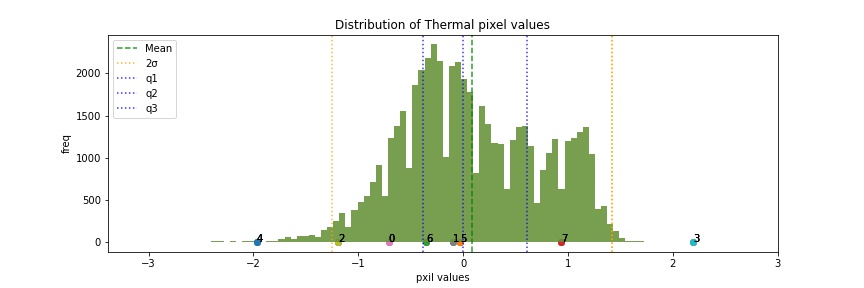 Distribution of Thermal pixel values
Mean
2σ
q1
q2
q3
freq
2000
1500
1000
500
0
4
2
0
6
1
5
7
3
−3
−2
−1
0
1
2
3
pxil values